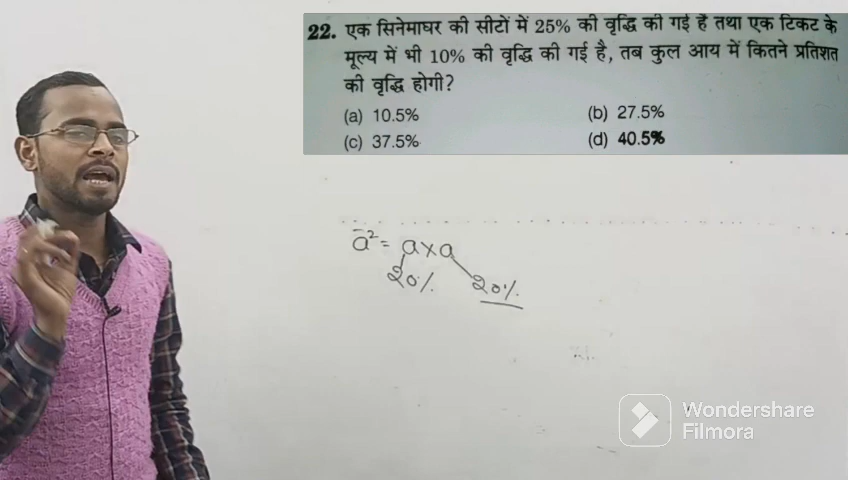 22. एक सिनेमाघर की सीटों में 25% की वृद्धि की गई है तथा एक टिकट के
मूल्य में भी 10% की वृद्धि की गई है, तब कुल आय में कितने प्रतिशत
की वृद्धि होगी?
(a) 10.5% (b) 27.5%
(c) 37.5% (d) 40.5%
a² = a×a
20% 20%
Wondershare
Filmora